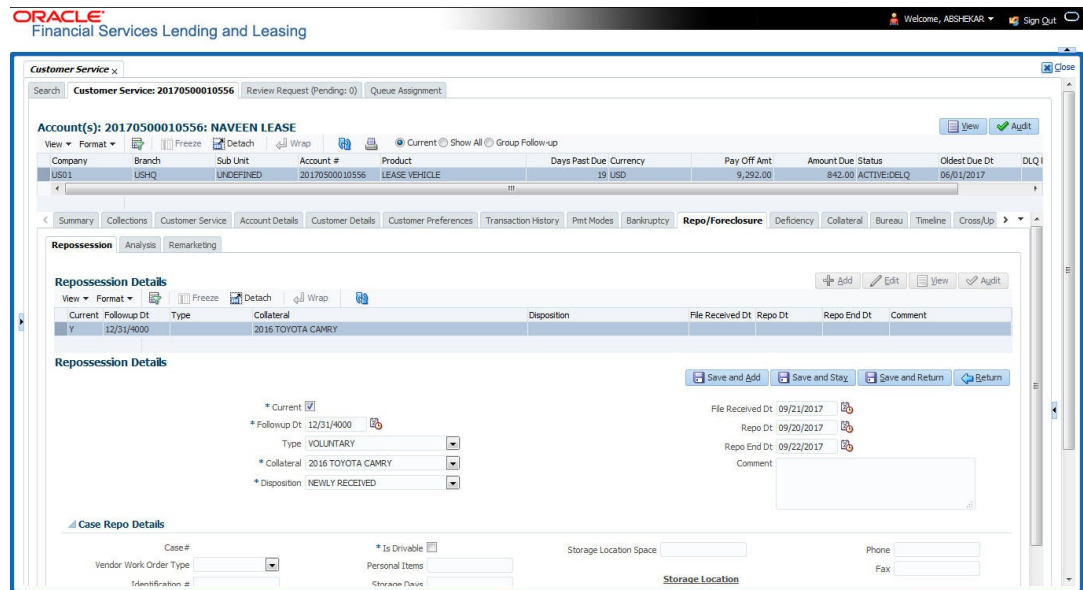 ORACLE®
Financial Services Lending and Leasing
Welcome, ABSHEKAR Sign Out
Customer Service x
Close
Search Customer Service: 20170500010556 Review Request (Pending: 0) Queue Assignment
Account(s): 20170500010556: NAVEEN LEASE
View Audit
View Format Freeze Detach Wrap Current Show All Group Follow-up
Company Branch Sub Unit Account # Product Days Past Due Currency Pay Off Amt Amount Due Status Oldest Due Dt DLQ
US01 USHQ UNDEFINED 20170500010556 LEASE VEHICLE 19 USD 9,292.00 842.00 ACTIVE:DELQ 06/01/2017
Summary Collections Customer Service Account Details Customer Details Customer Preferences Transaction History Pmt Modes Bankruptcy Repo/Foreclosure Deficiency Collateral Bureau Timeline Cross/Up
Repossession Analysis Remarketing
Repossession Details
Add Edit View Audit
View Format Freeze Detach Wrap
Current Followup Dt Type Collateral Disposition File Received Dt Repo Dt Repo End Dt Comment
Y 12/31/4000 2016 TOYOTA CAMRY
Repossession Details
Save and Add Save and Stay Save and Return Return
* Current File Received Dt 09/21/2017
* Followup Dt 12/31/4000 Repo Dt 09/20/2017
Type VOLUNTARY Repo End Dt 09/22/2017
* Collateral 2016 TOYOTA CAMRY Comment
* Disposition NEWLY RECEIVED
Case Repo Details
Case # * Is Drivable Storage Location Space Phone
Vendor Work Order Type Personal Items Fax
Identification # Storage Days Storage Location